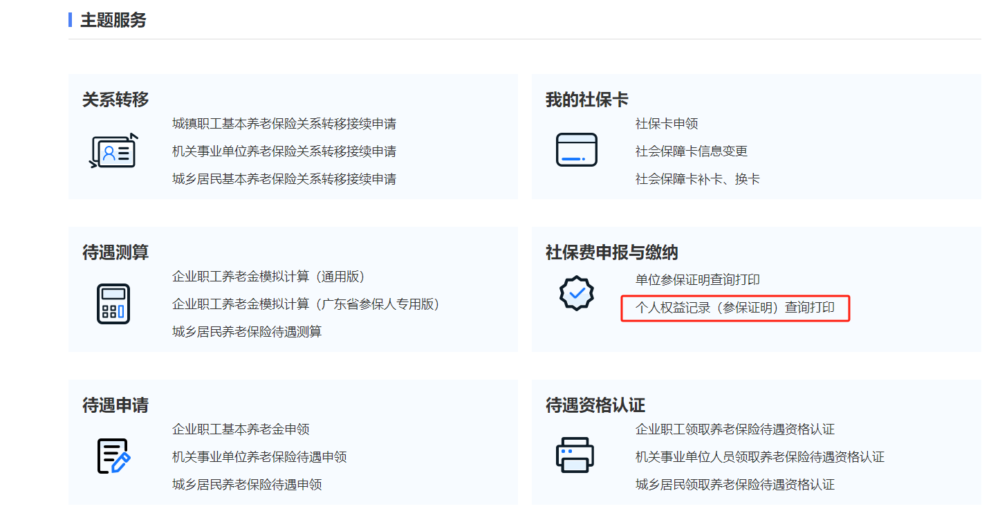 主题服务
关系转移
城镇职工基本养老保险关系转移接续申请
机关事业单位养老保险关系转移接续申请
城乡居民基本养老保险关系转移接续申请
我的社保卡
社保卡申领
社会保障卡信息变更
社会保障卡补卡、换卡
待遇测算
企业职工养老金模拟计算（通用版）
企业职工养老金模拟计算（广东省参保人专用版）
城乡居民养老保险待遇测算
社保费申报与缴纳
单位参保证明查询打印
个人权益记录（参保证明）查询打印
待遇申请
企业职工基本养老金申领
机关事业单位养老保险待遇申领
城乡居民养老保险待遇申领
待遇资格认证
企业职工领取养老保险待遇资格认证
机关事业单位人员领取养老保险待遇资格认证
城乡居民领取养老保险待遇资格认证